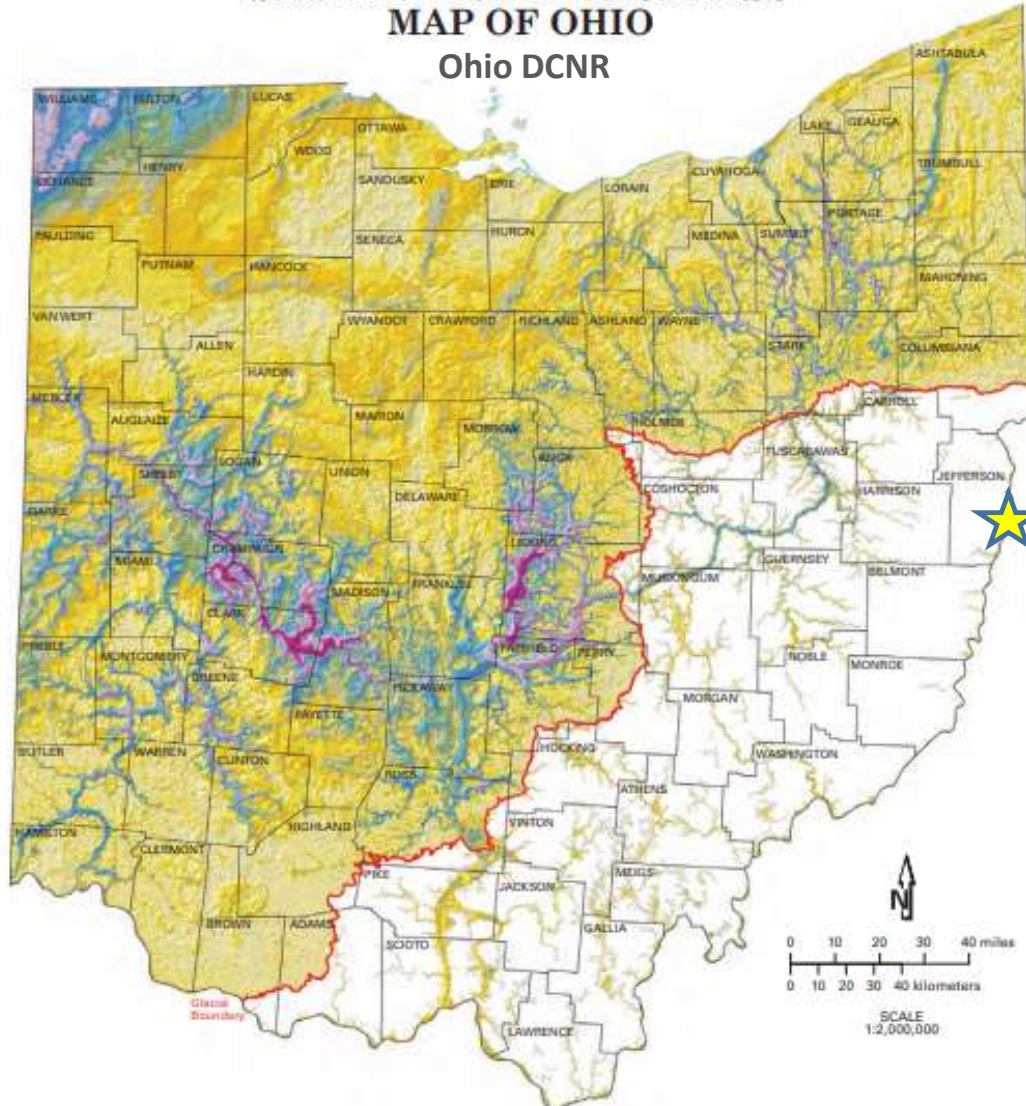 MAP OF OHIO
Ohio DCNR
ASHTABULA
WILLIAMS FULTON LUCAS
OTTAWA
LAKE GEAUGA
WOOD
HENRY
SANDUSKY ERIE LORAIN CUYAHOGA TRUMBULL
DEFIANCE
PORTAGE
PAULDING SENECA HURON MEDINA SUMMIT
PUTNAM HANCOCK MAHONING
VAN WERT WYANDOT CRAWFORD RICHLAND ASHLAND WAYNE
ALLEN STARK COLUMBIANA
HARDIN
MERCER CARROLL
AUGLAIZE MARION HOLMES
MORROW
TUSCARAWAS
SHELBY LOGAN UNION KNOX JEFFERSON
DELAWARE COSHOCTON HARRISON
DARKE
LICKING
CHAMPAIGN
MIAMI GUERNSEY
FRANKLIN MUSKINGUM BELMONT
MADISON
CLARK
PREBLE FAIRFIELD PERRY
MONTGOMERY NOBLE MONROE
GREENE PICKAWAY
MORGAN
FAYETTE
BUTLER WARREN HOCKING WASHINGTON
CLINTON
ROSS
ATHENS
HIGHLAND VINTON
HAMILTON
CLERMONT
PIKE MEIGS
JACKSON
N
BROWN ADAMS GALLIA
SCIOTO
0 10 20 30 40 miles
0 10 20 30 40 kilometers
Glacial
Boundary
SCALE
1:2,000,000
LAWRENCE